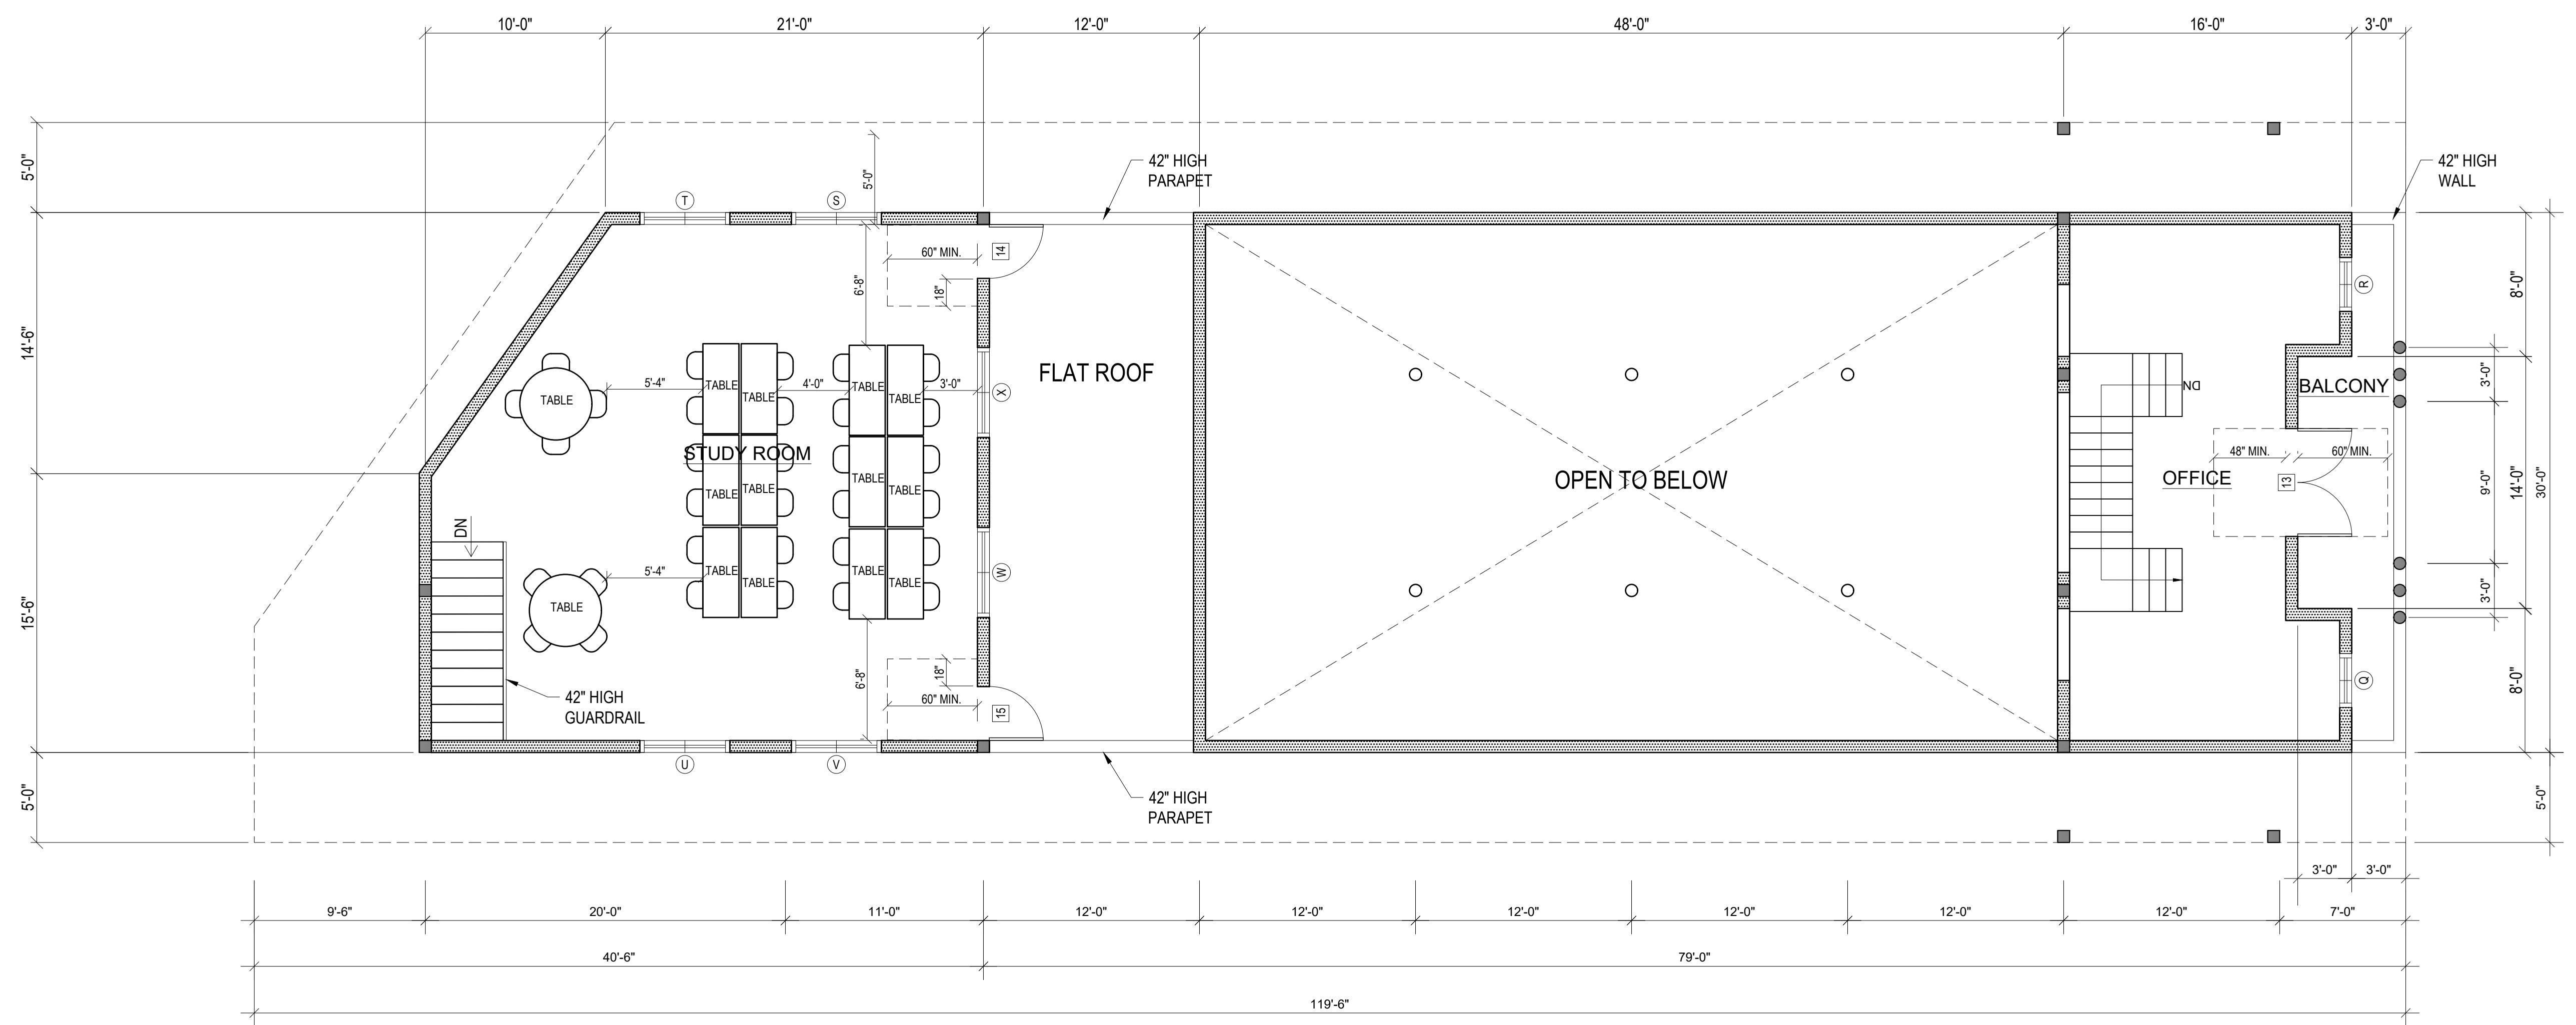 10'-0"
21'-0"
12'-0"
48'-0"
16'-0"
3'-0"
5'-0"
14'-6"
15'-6"
5'-0"
42" HIGH
PARAPET
42" HIGH
WALL
T
S
5'-0"
60" MIN.
18"
14
6'-8"
R
8'-0"
TABLE
5'-4"
TABLE
TABLE
4'-0"
TABLE
TABLE
3'-0"
X
FLAT ROOF
DN
BALCONY
3'-0"
STUDY ROOM
TABLE
TABLE
TABLE
TABLE
OPEN TO BELOW
OFFICE
48" MIN.
60" MIN.
13
9'-0"
14'-0"
30'-0"
DN
TABLE
5'-4"
TABLE
TABLE
TABLE
TABLE
W
3'-0"
42" HIGH
GUARDRAIL
6'-8"
18"
60" MIN.
15
Q
8'-0"
U
V
42" HIGH
PARAPET
5'-0"
3'-0"
3'-0"
9'-6"
20'-0"
11'-0"
12'-0"
12'-0"
12'-0"
12'-0"
12'-0"
12'-0"
7'-0"
40'-6"
79'-0"
119'-6"